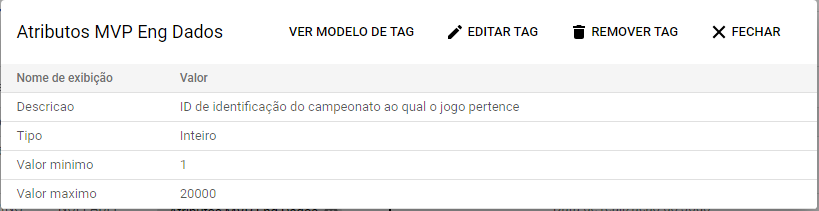 Atributos MVP Eng Dados VER MODELO DE TAG EDITAR TAG REMOVER TAG FECHAR
Nome de exibição Valor
Descricao ID de identificação do campeonato ao qual o jogo pertence
Tipo Inteiro
Valor minimo 1
Valor maximo 20000